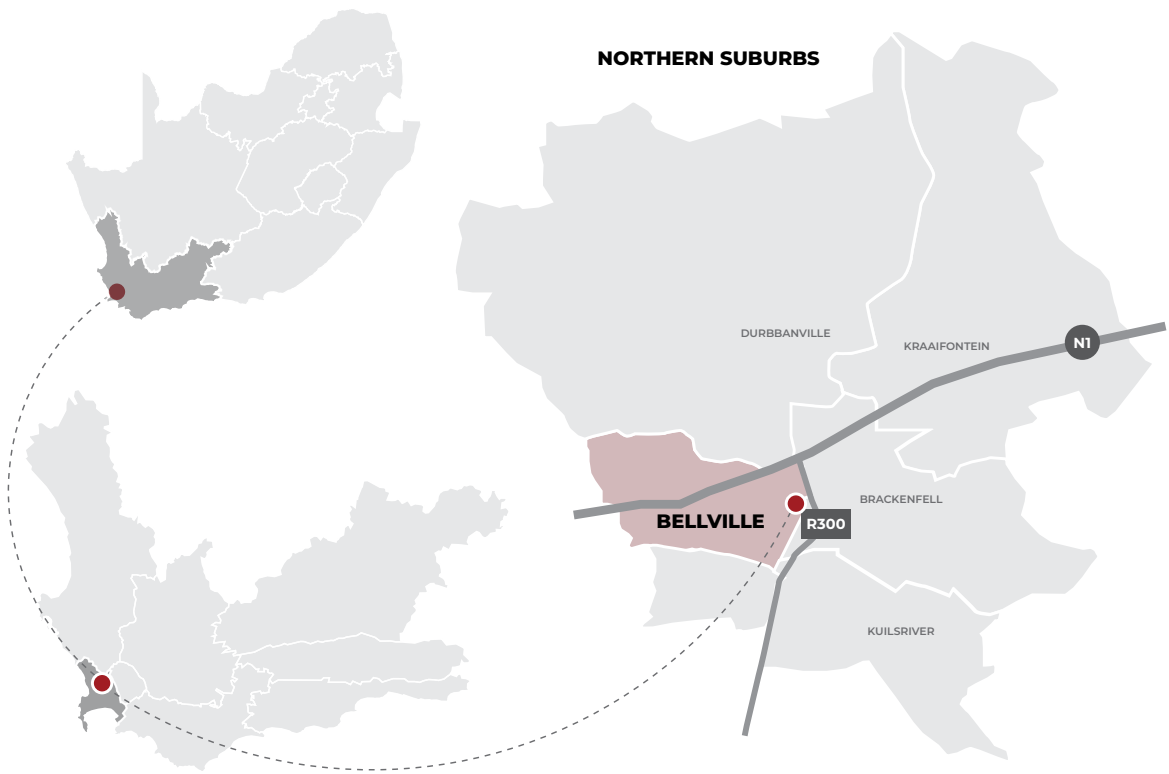 NORTHERN SUBURBS
DURBBANVILLE
KRAAIFONTEIN
N1
BRACKENFELL
BELLVILLE
R300
KUILSRIVER